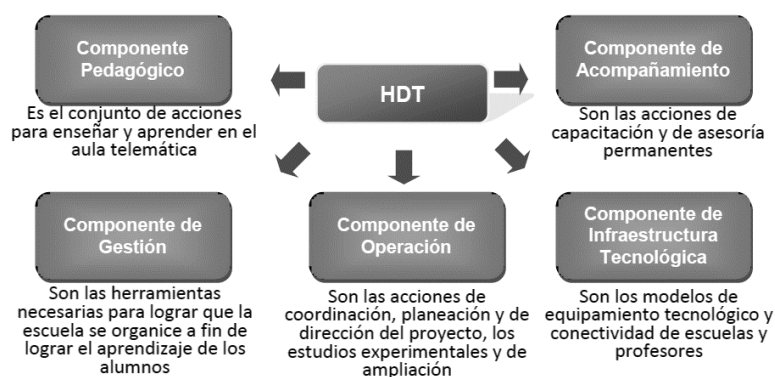 Componente
Pedagógico
Es el conjunto de acciones
para enseñar y aprender en el
aula telemática
HDT
Componente de
Acompañamiento
Son las acciones de
capacitación y de asesoría
permanentes
Componente de
Gestión
Son las herramientas
necesarias para lograr que la
escuela se organice a fin de
lograr el aprendizaje de los
alumnos
Componente de
Operación
Son las acciones de
coordinación, planeación y de
dirección del proyecto, los
estudios experimentales y de
ampliación
Componente de
Infraestructura
Tecnológica
Son los modelos de
equipamiento tecnológico y
conectividad de escuelas y
profesores